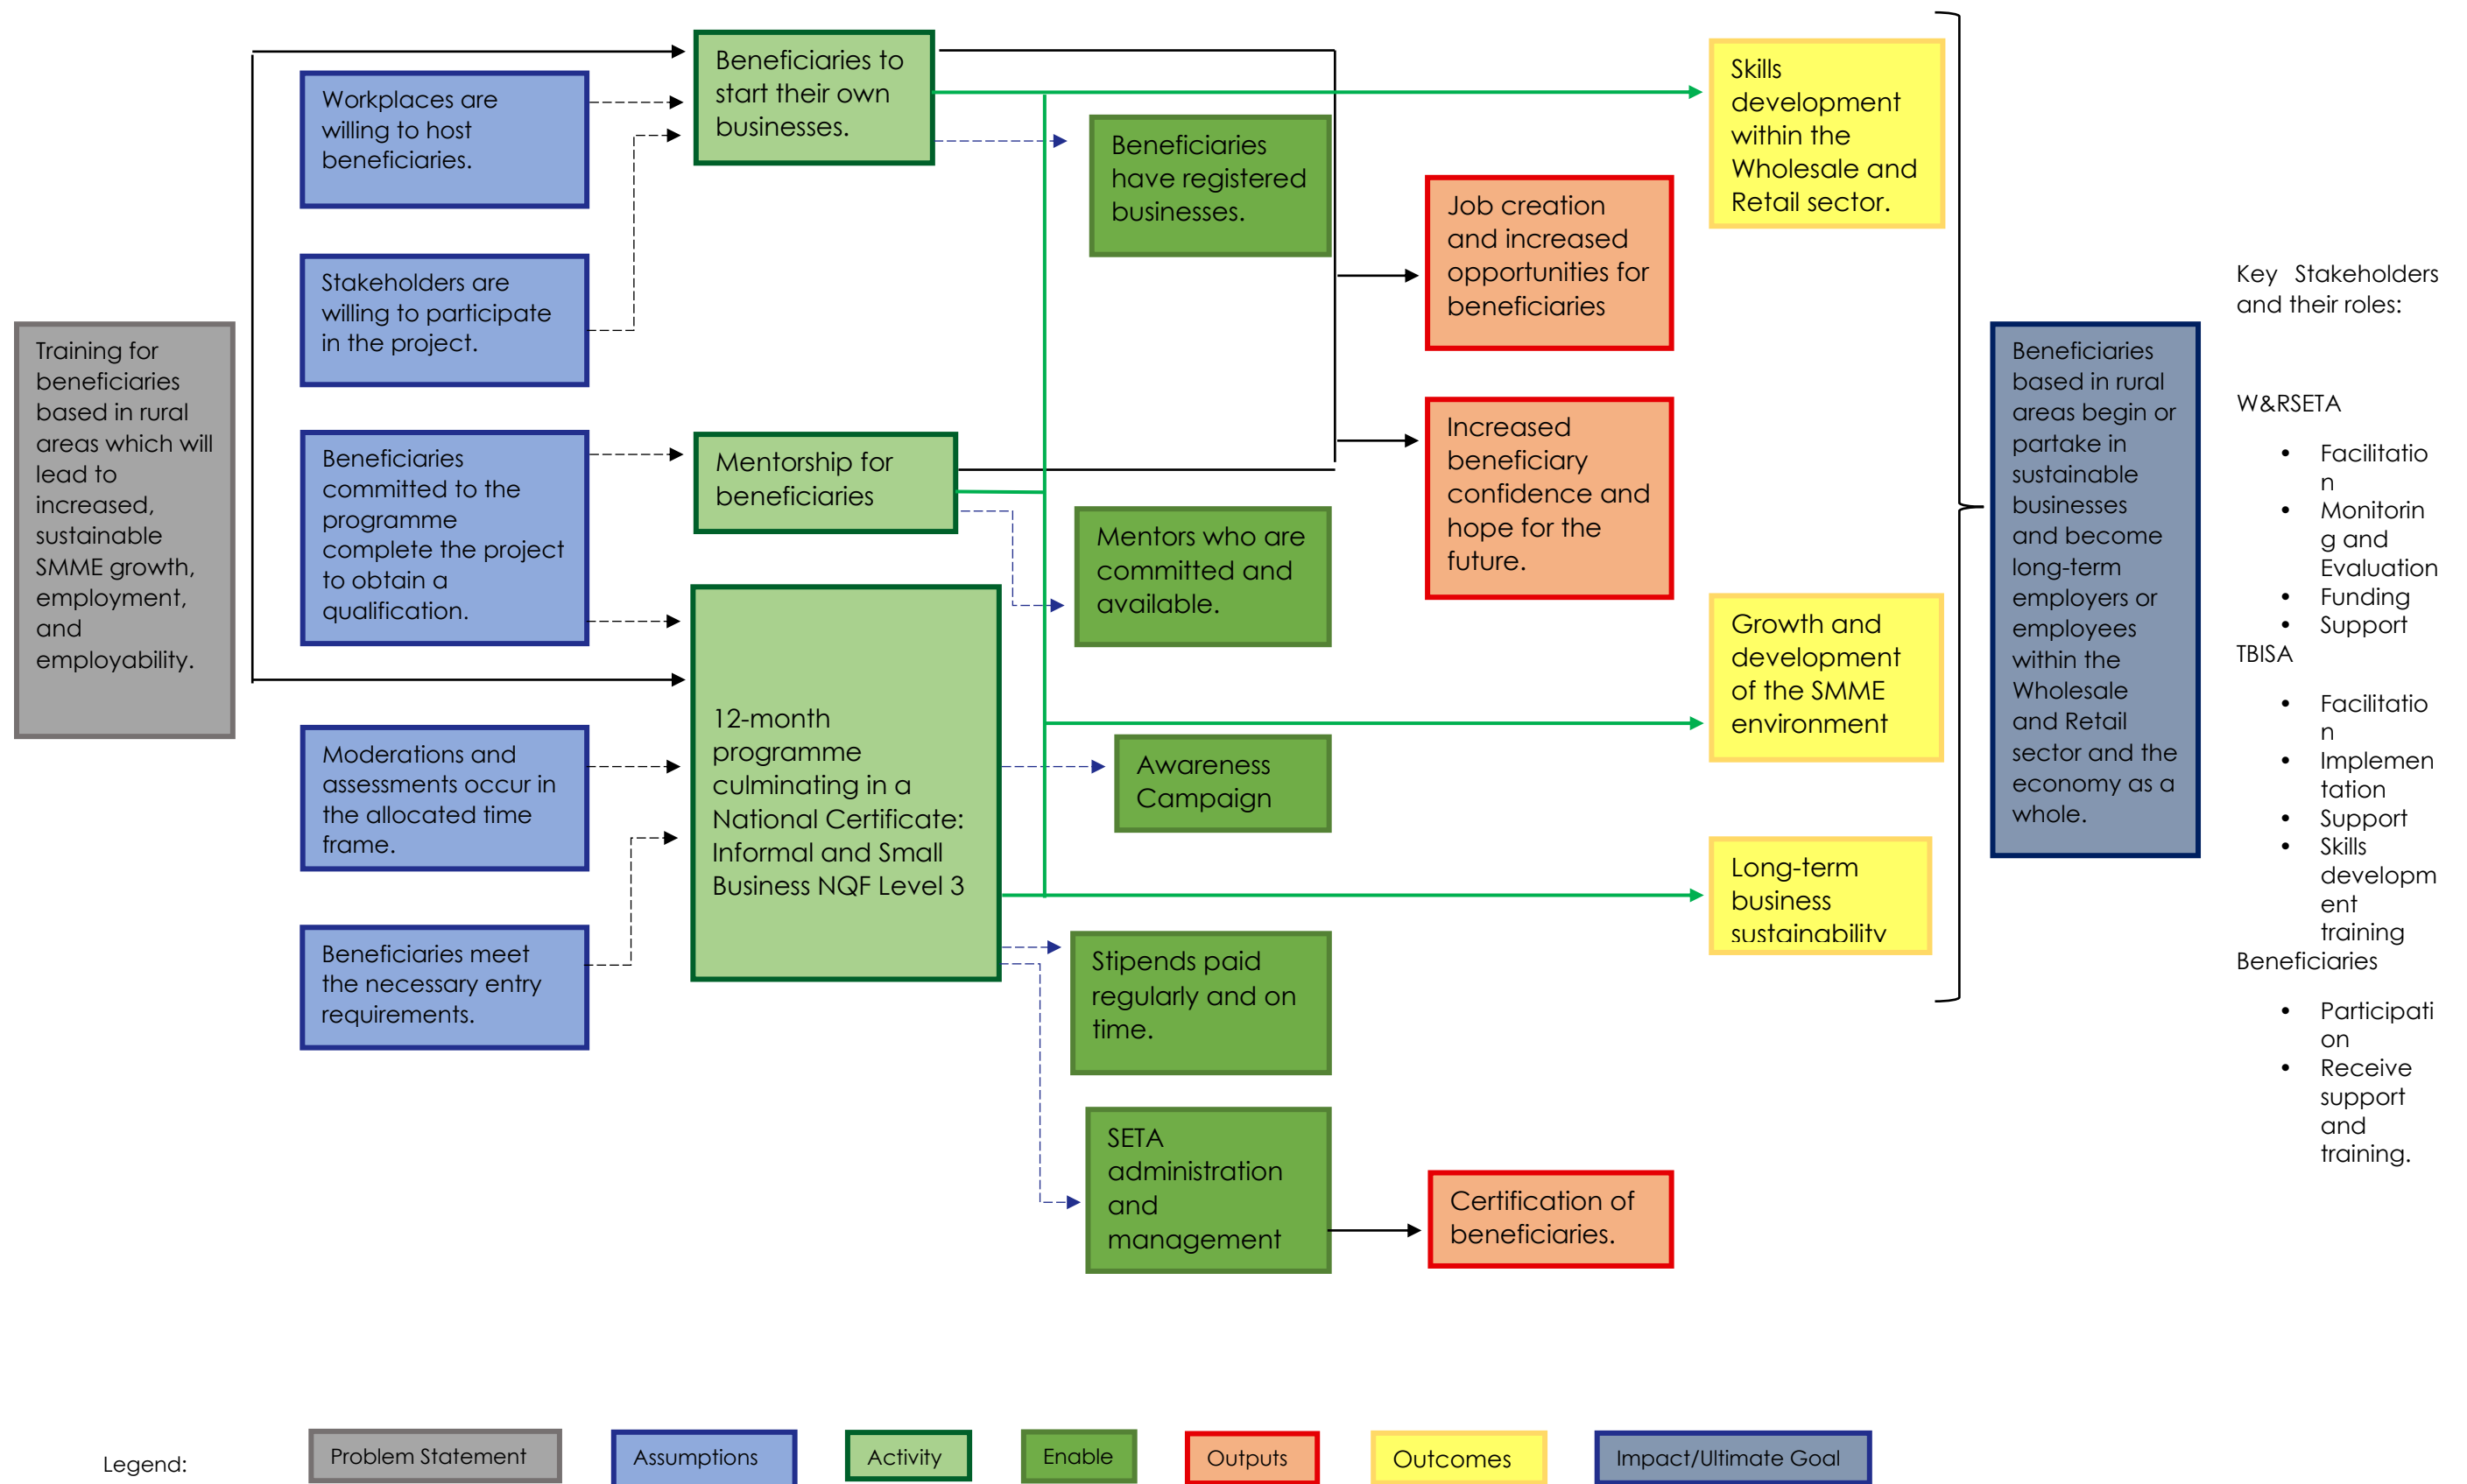 Training for
beneficiaries
based in rural
areas which will
lead to
increased,
sustainable
SMME growth,
employment,
and
employability.
Workplaces are
willing to host
beneficiaries.
Stakeholders are
willing to participate
in the project.
Beneficiaries
committed to the
programme
complete the project
to obtain a
qualification.
Moderations and
assessments occur in
the allocated time
frame.
Beneficiaries meet
the necessary entry
requirements.
Beneficiaries to
start their own
businesses.
Mentorship for
beneficiaries
12-month
programme
culminating in a
National Certificate:
Informal and Small
Business NQF Level 3
Beneficiaries
have registered
businesses.
Mentors who are
committed and
available.
Awareness
Campaign
Stipends paid
regularly and on
time.
SETA
administration
and
management
Job creation
and increased
opportunities for
beneficiaries
Increased
beneficiary
confidence and
hope for the
future.
Certification of
beneficiaries.
Skills
development
within the
Wholesale and
Retail sector.
Growth and
development
of the SMME
environment
Long-term
business
sustainability
Beneficiaries
based in rural
areas begin or
partake in
sustainable
businesses
and become
long-term
employers or
employees
within the
Wholesale
and Retail
sector and the
economy as a
whole.
Key Stakeholders
and their roles:
W&RSETA
• Facilitatio
n
• Monitorin
g and
Evaluation
• Funding
• Support
TBISA
• Facilitatio
n
• Implemen
tation
• Support
• Skills
developm
ent
training
Beneficiaries
• Participati
on
• Receive
support
and
training.
Legend:
Problem Statement
Assumptions
Activity
Enable
Outputs
Outcomes
Impact/Ultimate Goal